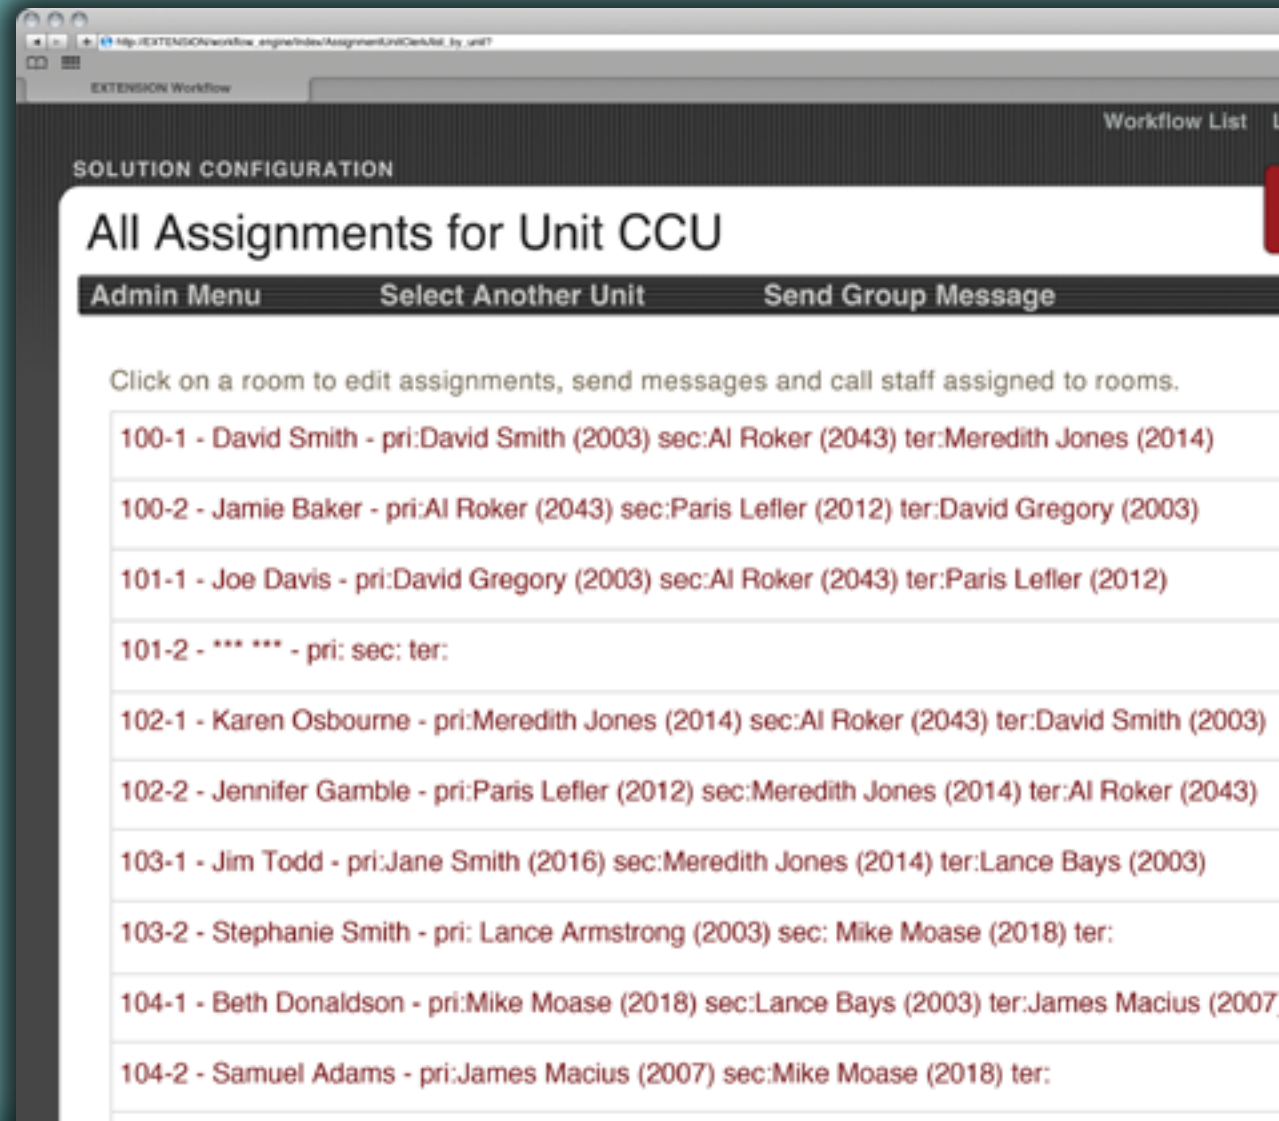 http://EXTENSION/workflow_engine/index/AssignmentUnitClerk/list_by_unit?
EXTENSION Workflow
Workflow List
SOLUTION CONFIGURATION
All Assignments for Unit CCU
Admin Menu Select Another Unit Send Group Message
Click on a room to edit assignments, send messages and call staff assigned to rooms.
100-1 - David Smith - pri:David Smith (2003) sec:Al Roker (2043) ter:Meredith Jones (2014)
100-2 - Jamie Baker - pri:Al Roker (2043) sec:Paris Lefler (2012) ter:David Gregory (2003)
101-1 - Joe Davis - pri:David Gregory (2003) sec:Al Roker (2043) ter:Paris Lefler (2012)
101-2 - *** *** - pri: sec: ter:
102-1 - Karen Osbourne - pri:Meredith Jones (2014) sec:Al Roker (2043) ter:David Smith (2003)
102-2 - Jennifer Gamble - pri:Paris Lefler (2012) sec:Meredith Jones (2014) ter:Al Roker (2043)
103-1 - Jim Todd - pri:Jane Smith (2016) sec:Meredith Jones (2014) ter:Lance Bays (2003)
103-2 - Stephanie Smith - pri: Lance Armstrong (2003) sec: Mike Moase (2018) ter:
104-1 - Beth Donaldson - pri:Mike Moase (2018) sec:Lance Bays (2003) ter:James Macius (2007)
104-2 - Samuel Adams - pri:James Macius (2007) sec:Mike Moase (2018) ter: